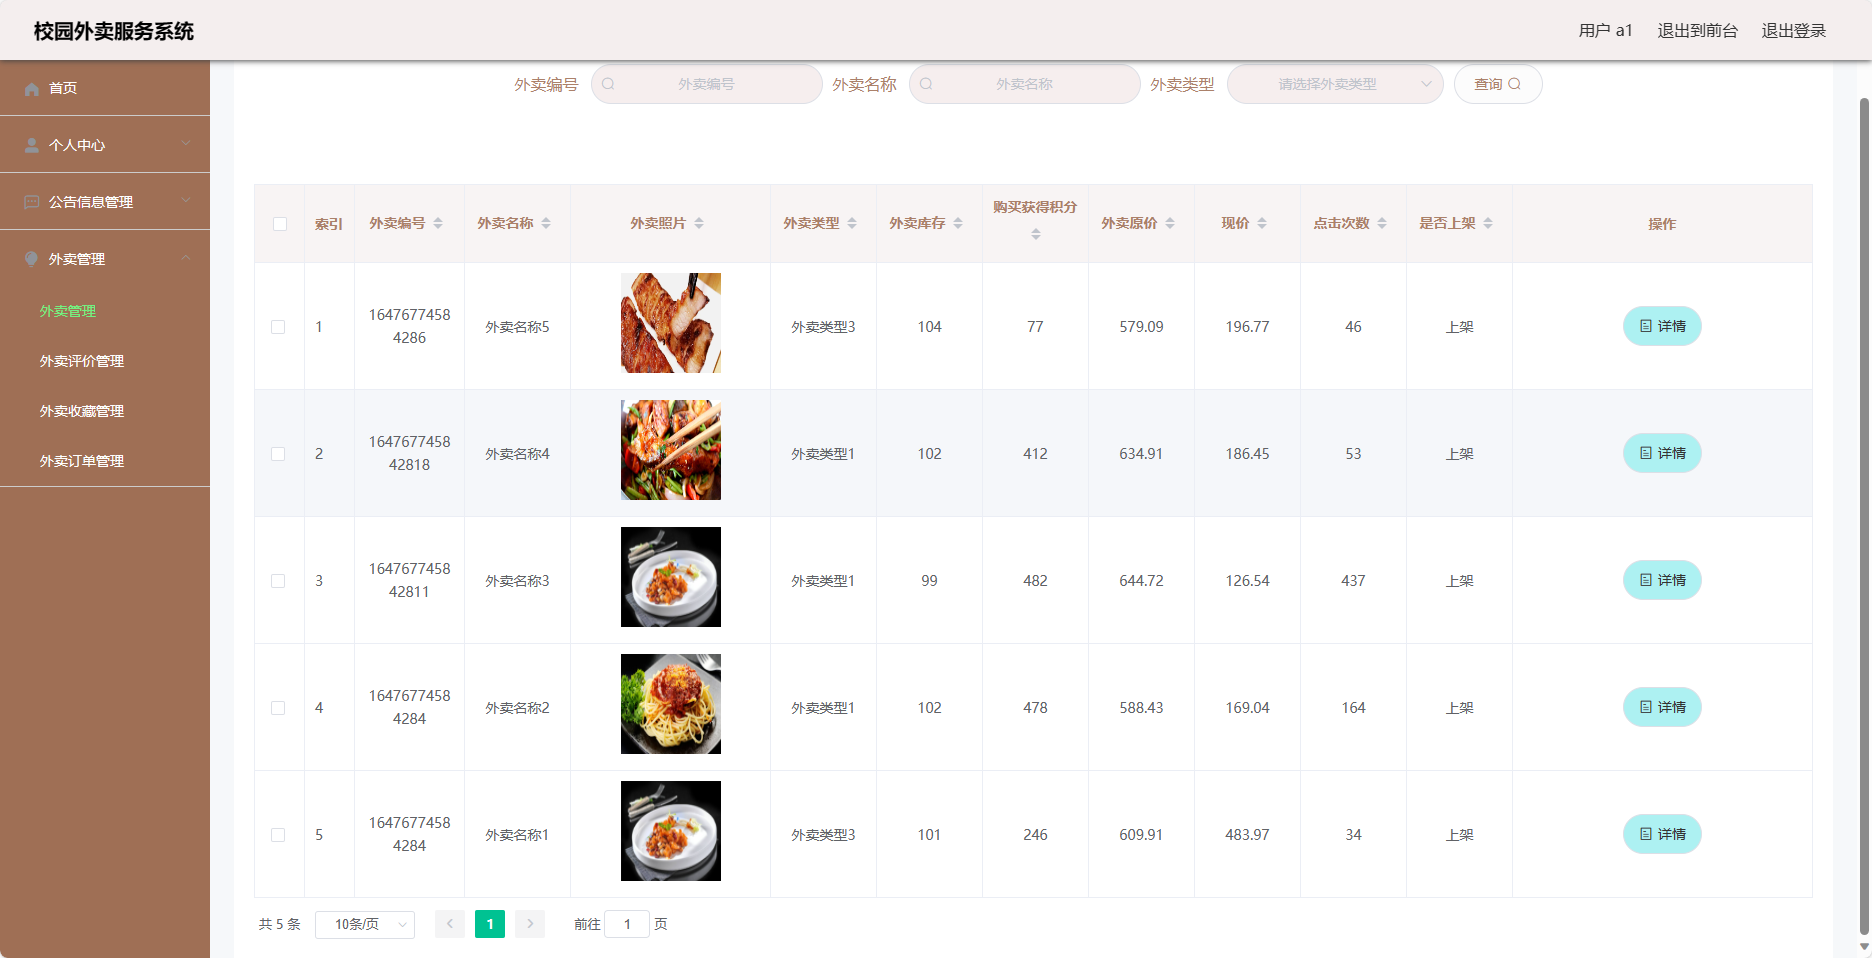 校园外卖服务系统
用户 a1 退出到前台 退出登录
首页
个人中心
公告信息管理
外卖管理
外卖管理
外卖评价管理
外卖收藏管理
外卖订单管理
外卖编号 外卖编号 外卖名称 外卖名称 外卖类型 请选择外卖类型 查询
索引 外卖编号 外卖名称 外卖照片 外卖类型 外卖库存 购买获得积分 外卖原价 现价 点击次数 是否上架 操作
1 1647677458
4286 外卖名称5 外卖类型3 104 77 579.09 196.77 46 上架 详情
2 1647677458
42818 外卖名称4 外卖类型1 102 412 634.91 186.45 53 上架 详情
3 1647677458
42811 外卖名称3 外卖类型1 99 482 644.72 126.54 437 上架 详情
4 1647677458
4284 外卖名称2 外卖类型1 102 478 588.43 169.04 164 上架 详情
5 1647677458
4284 外卖名称1 外卖类型3 101 246 609.91 483.97 34 上架 详情
共 5 条 10条/页 1 前往 1 页